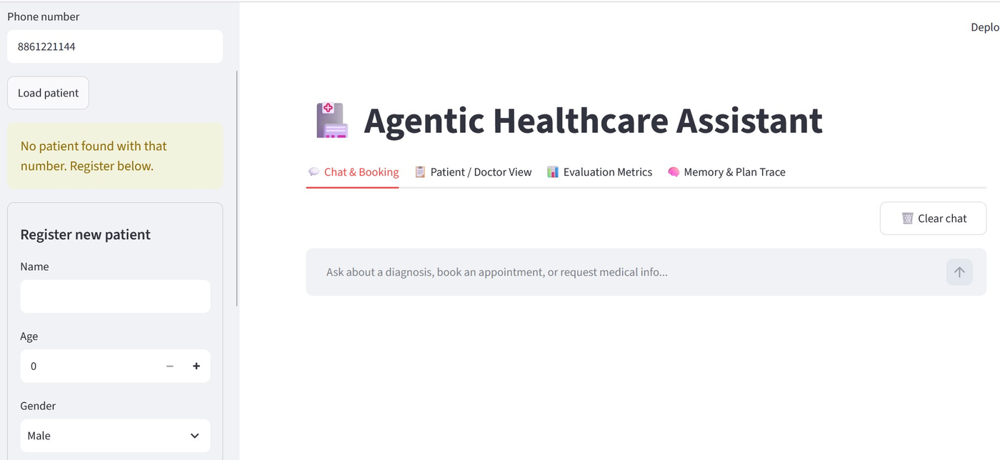 Phone number
8861221144
Load patient
No patient found with that
number. Register below.
Register new patient
Name
Age
0
Gender
Male
Deplo
Agentic Healthcare Assistant
Chat & Booking
Patient / Doctor View
Evaluation Metrics
Memory & Plan Trace
Clear chat
Ask about a diagnosis, book an appointment, or request medical info...